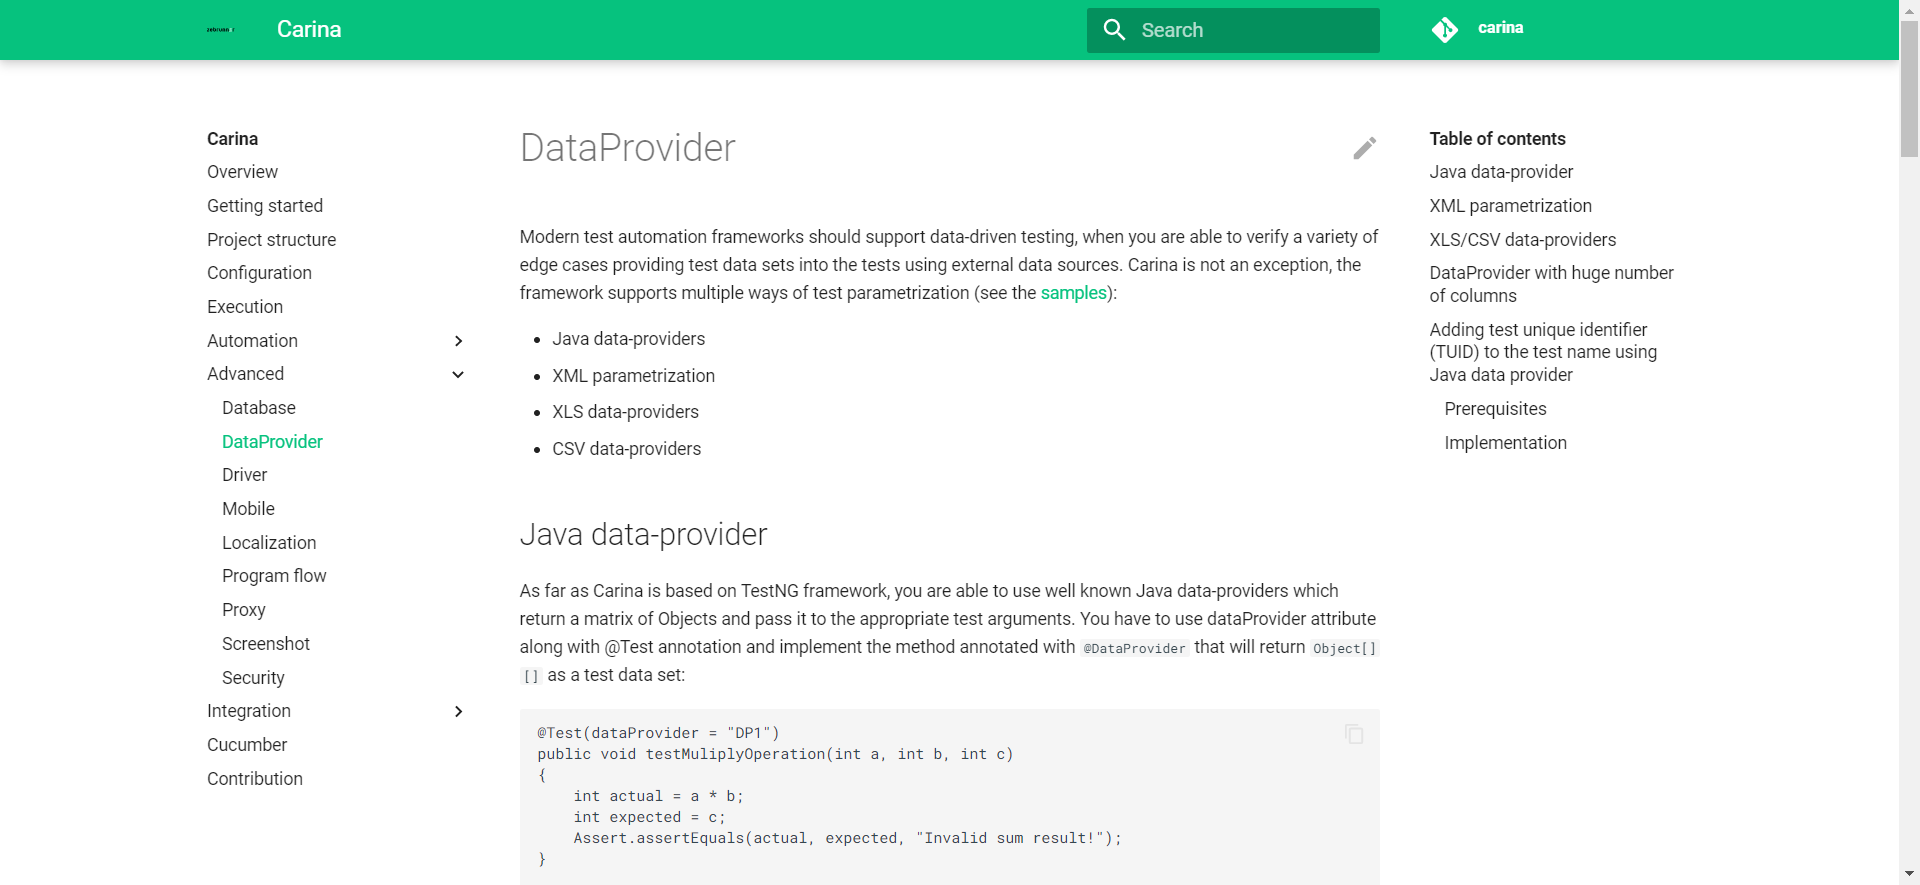 zebrunner
Carina
Search
carina
Carina
Overview
Getting started
Project structure
Configuration
Execution
Automation
Advanced
Database
DataProvider
Driver
Mobile
Localization
Program flow
Proxy
Screenshot
Security
Integration
Cucumber
Contribution
DataProvider
Modern test automation frameworks should support data-driven testing, when you are able to verify a variety of
edge cases providing test data sets into the tests using external data sources. Carina is not an exception, the
framework supports multiple ways of test parametrization (see the samples):
Java data-providers
XML parametrization
XLS data-providers
CSV data-providers
Java data-provider
As far as Carina is based on TestNG framework, you are able to use well known Java data-providers which
return a matrix of Objects and pass it to the appropriate test arguments. You have to use dataProvider attribute
along with @Test annotation and implement the method annotated with @DataProvider that will return Object[]
[] as a test data set:
@Test(dataProvider = "DP1")
public void testMuliplyOperation(int a, int b, int c)
{
    int actual = a * b;
    int expected = c;
    Assert.assertEquals(actual, expected, "Invalid sum result!");
}
Table of contents
Java data-provider
XML parametrization
XLS/CSV data-providers
DataProvider with huge number
of columns
Adding test unique identifier
(TUID) to the test name using
Java data provider
Prerequisites
Implementation